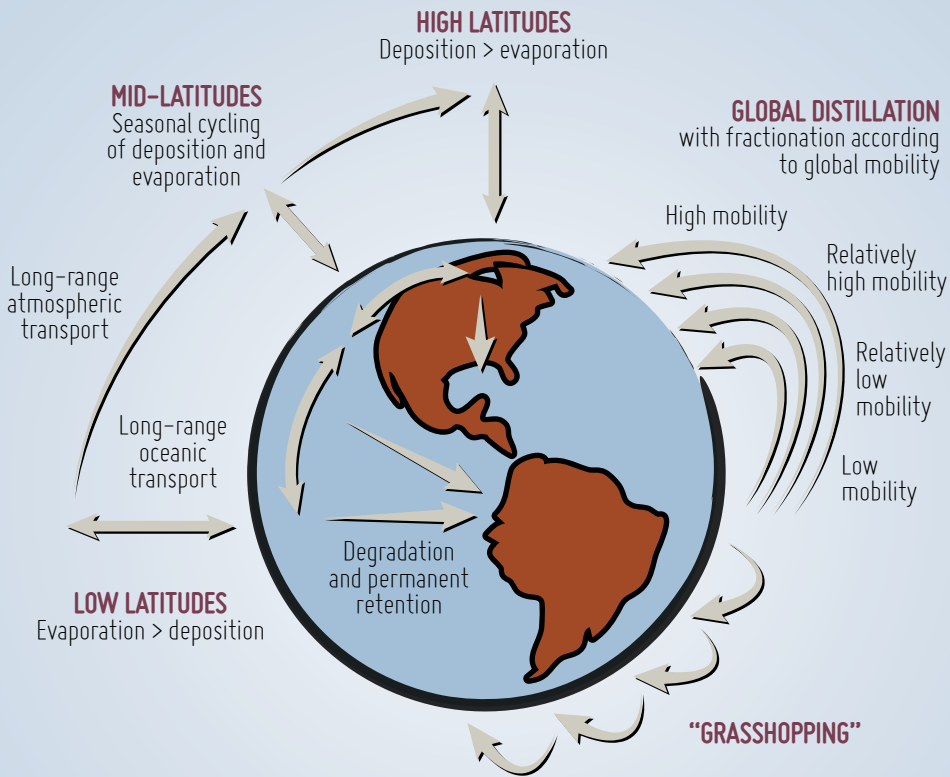 HIGH LATITUDES
Deposition > evaporation
MID-LATITUDES
Seasonal cycling
of deposition and
evaporation
GLOBAL DISTILLATION
with fractionation according
to global mobility
High mobility
Relatively
high mobility
Long-range
atmospheric
transport
Relatively
low
mobility
Long-range
oceanic
transport
Low
mobility
Degradation
and permanent
retention
LOW LATITUDES
Evaporation > deposition
“GRASSHOPPING”